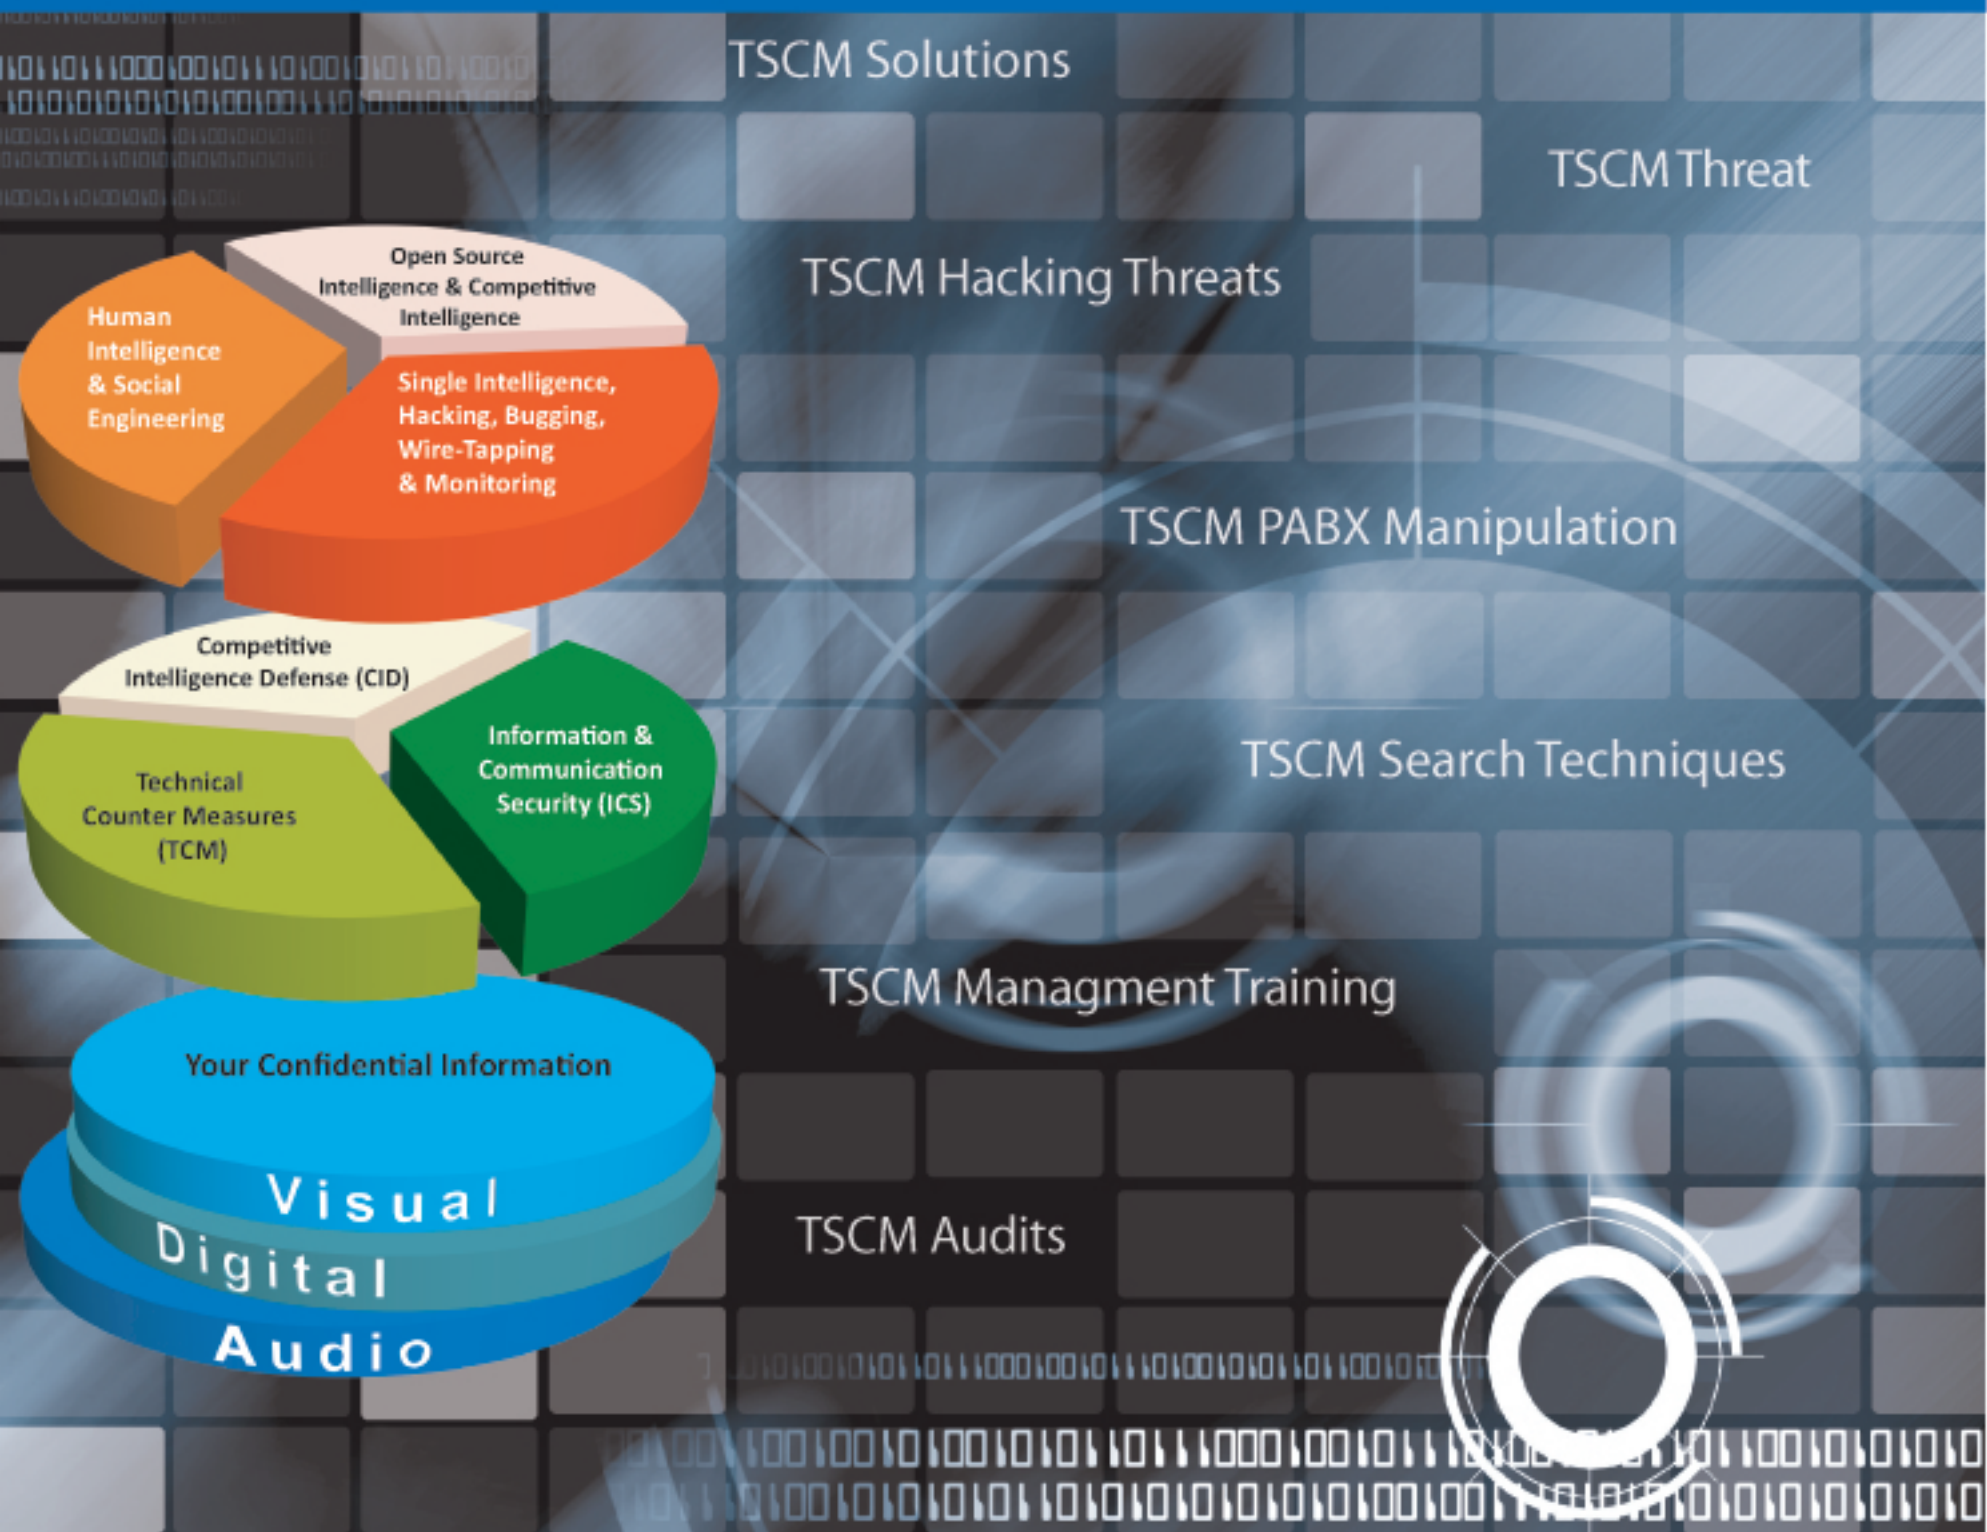 TSCM Solutions
TSCM Threat
TSCM Hacking Threats
TSCM PABX Manipulation
TSCM Search Techniques
TSCM Managment Training
TSCM Audits
Open Source
Intelligence & Competitive
Intelligence
Human
Intelligence
& Social
Engineering
Single Intelligence,
Hacking, Bugging,
Wire-Tapping
& Monitoring
Competitive
Intelligence Defense (CID)
Information &
Communication
Security (ICS)
Technical
Counter Measures
(TCM)
Your Confidential Information
Visual
Digital
Audio